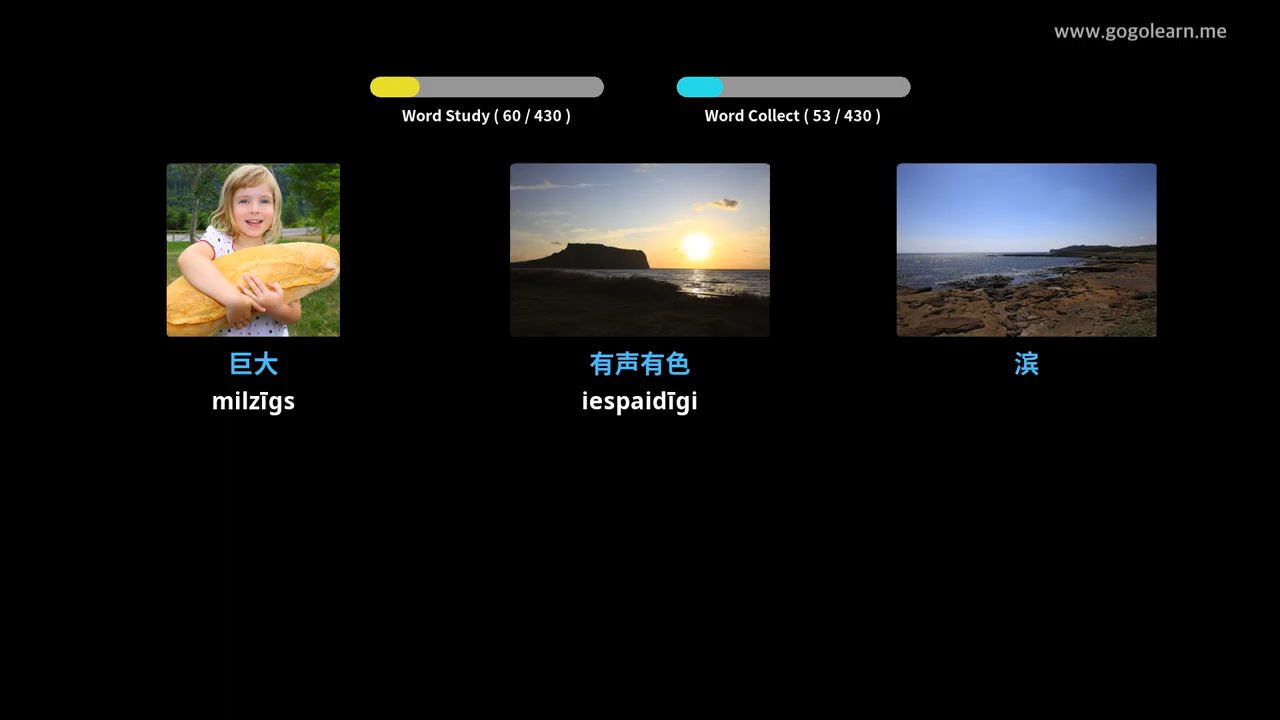 www.gogolearn.me
Word Study ( 60 / 430 )
Word Collect ( 53 / 430 )
巨大
milzīgs
有声有色
iespaidīgi
滨